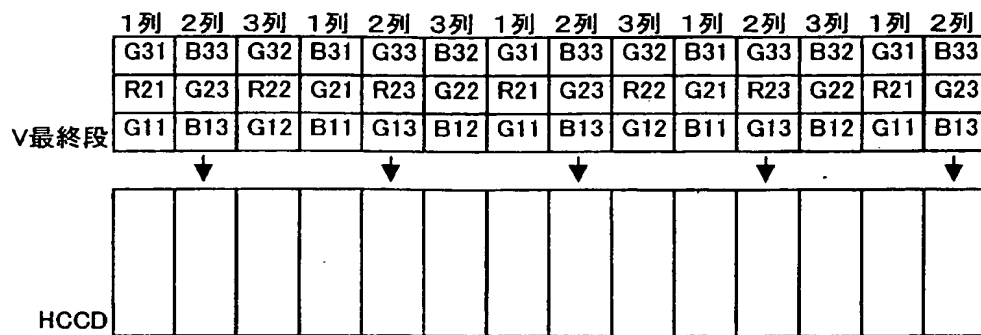 1列 2列 3列 1列 2列 3列 1列 2列 3列 1列 2列 3列 1列 2列
G31 B33 G32 B31 G33 B32 G31 B33 G32 B31 G33 B32 G31 B33
R21 G23 R22 G21 R23 G22 R21 G23 R22 G21 R23 G22 R21 G23
V最終段 G11 B13 G12 B11 G13 B12 G11 B13 G12 B11 G13 B12 G11 B13
HCCD